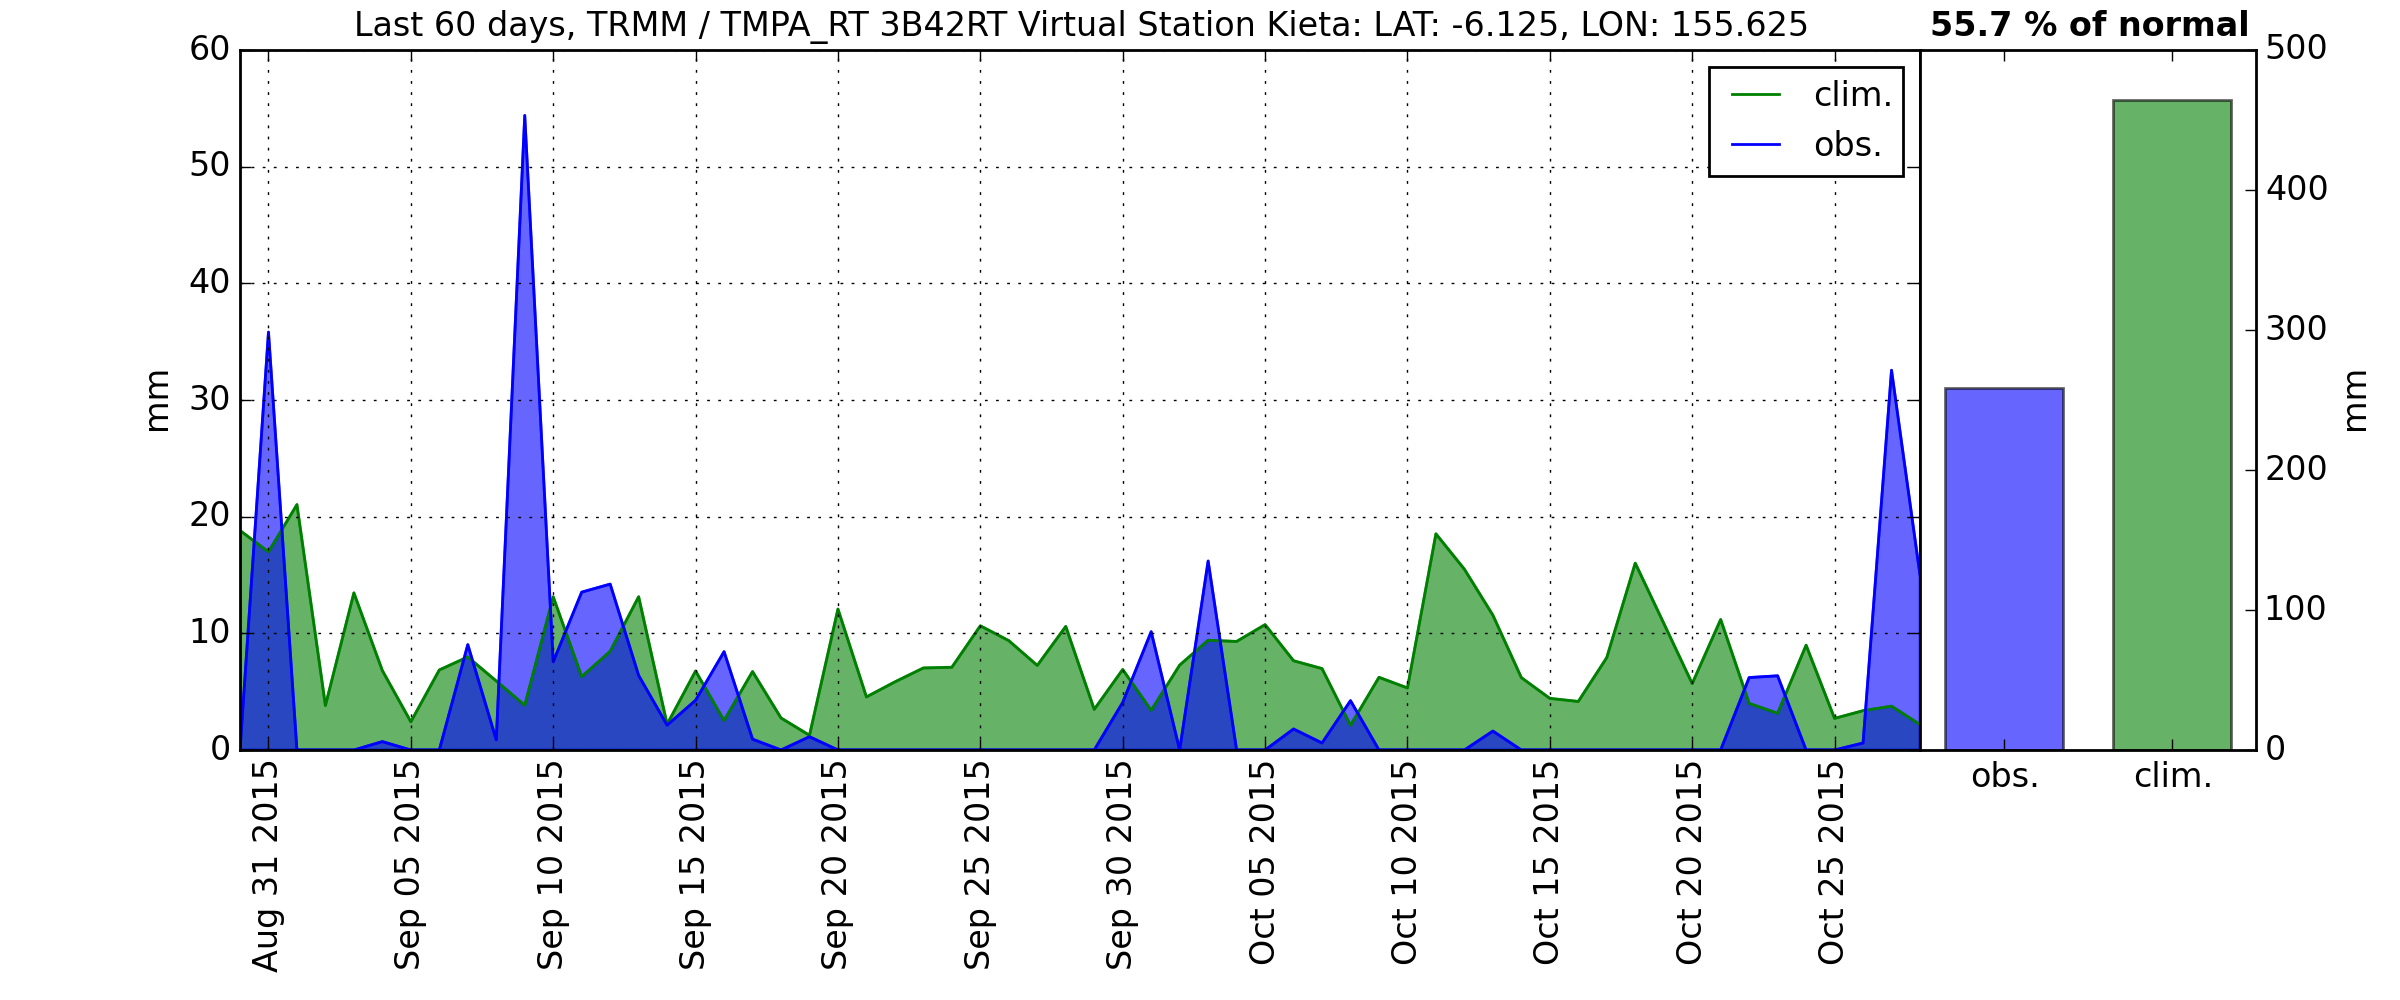 Last 60 days, TRMM / TMPA_RT 3B42RT Virtual Station Kieta: LAT: -6.125, LON: 155.625
55.7 % of normal
60
50
40
30
20
10
0
mm
clim.
obs.
Aug 31 2015
Sep 05 2015
Sep 10 2015
Sep 15 2015
Sep 20 2015
Sep 25 2015
Sep 30 2015
Oct 05 2015
Oct 10 2015
Oct 15 2015
Oct 20 2015
Oct 25 2015
500
400
300
200
100
0
mm
obs.
clim.